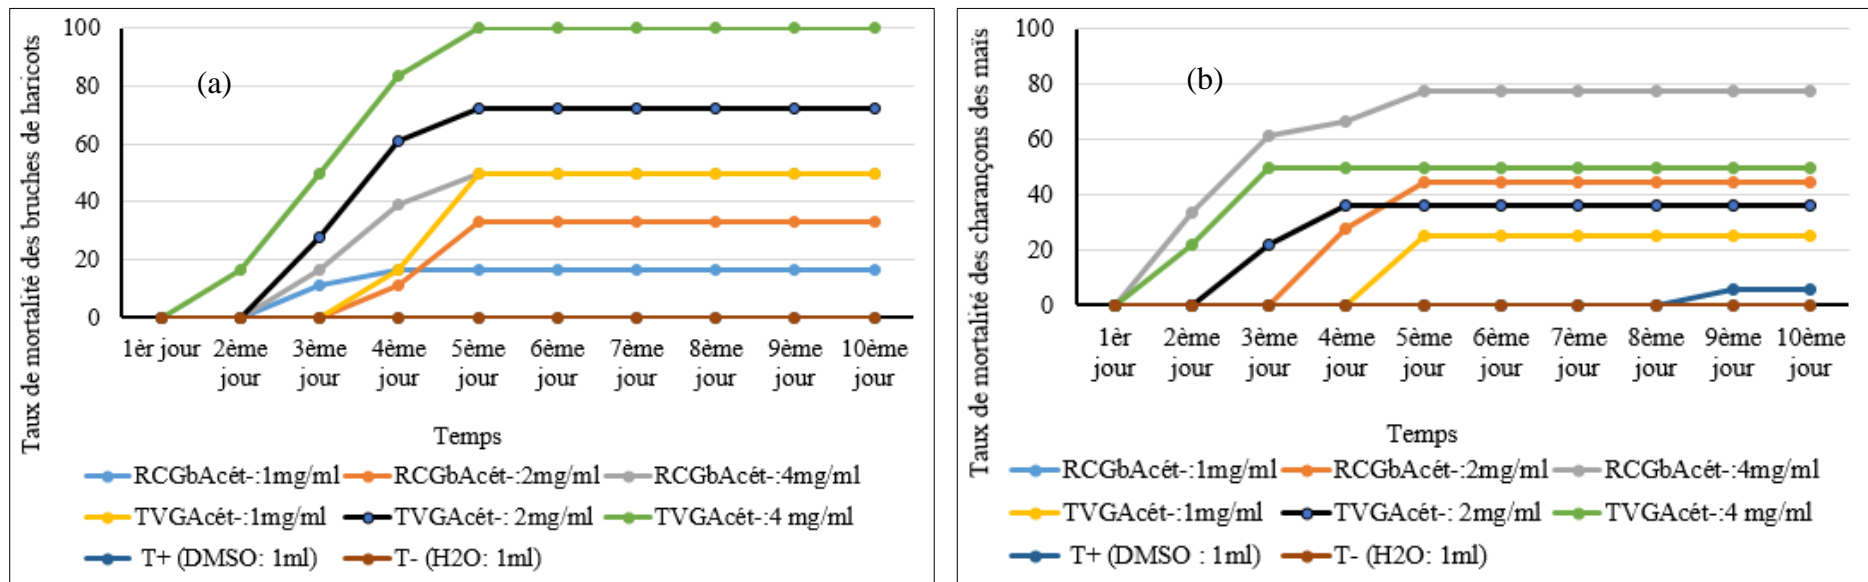 Taux de mortalité des bruches de haricots
100
80
60
40
20
0
(a)
1èr jour 2ème jour 3ème jour 4ème jour 5ème jour 6ème jour 7ème jour 8ème jour 9ème jour 10ème jour
Temps
RCGbAcét-:1mg/ml RCGbAcét-:2mg/ml RCGbAcét-:4mg/ml
TVGAcét-:1mg/ml TVGAcét-: 2mg/ml TVGAcét-:4 mg/ml
T+ (DMSO: 1ml) T- (H2O: 1ml)
Taux de mortalité des charançons des maïs
100
80
60
40
20
0
(b)
1èr jour 2ème jour 3ème jour 4ème jour 5ème jour 6ème jour 7ème jour 8ème jour 9ème jour 10ème jour
Temps
RCGbAcét-:1mg/ml RCGbAcét-:2mg/ml RCGbAcét-:4mg/ml
TVGAcét-:1mg/ml TVGAcét-: 2mg/ml TVGAcét-:4 mg/ml
T+ (DMSO : 1ml) T- (H2O: 1ml)